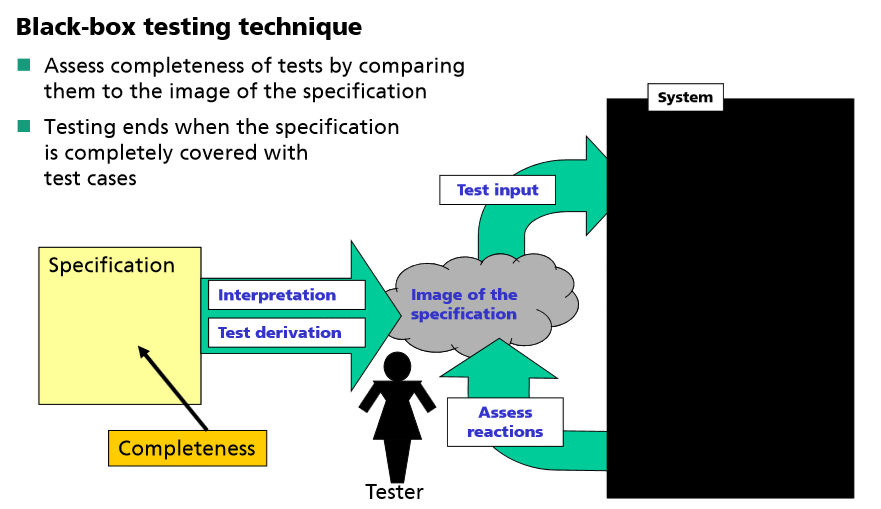 Black-box testing technique
Assess completeness of tests by comparing
them to the image of the specification
Testing ends when the specification
is completely covered with
test cases
System
Test input
Specification
Interpretation
Test derivation
Image of the
specification
Assess
reactions
Completeness
Tester